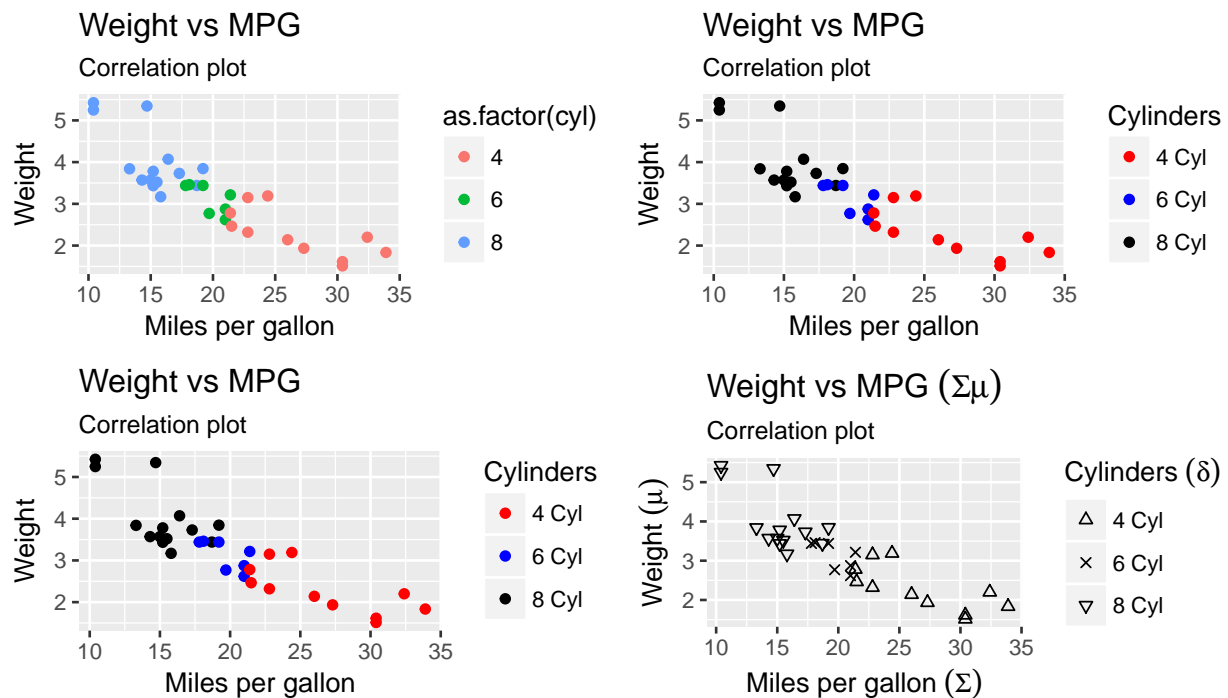 Weight vs MPG
Correlation plot
Weight
5
4
3
2
10 15 20 25 30 35
Miles per gallon
as.factor(cyl)
4
6
8
Weight vs MPG
Correlation plot
Weight
5
4
3
2
10 15 20 25 30 35
Miles per gallon
Cylinders
4 Cyl
6 Cyl
8 Cyl
Weight vs MPG
Correlation plot
Weight
5
4
3
2
10 15 20 25 30 35
Miles per gallon
Cylinders
4 Cyl
6 Cyl
8 Cyl
Weight vs MPG (Σμ)
Correlation plot
Weight (μ)
5
4
3
2
10 15 20 25 30 35
Miles per gallon (Σ)
Cylinders (δ)
4 Cyl
6 Cyl
8 Cyl